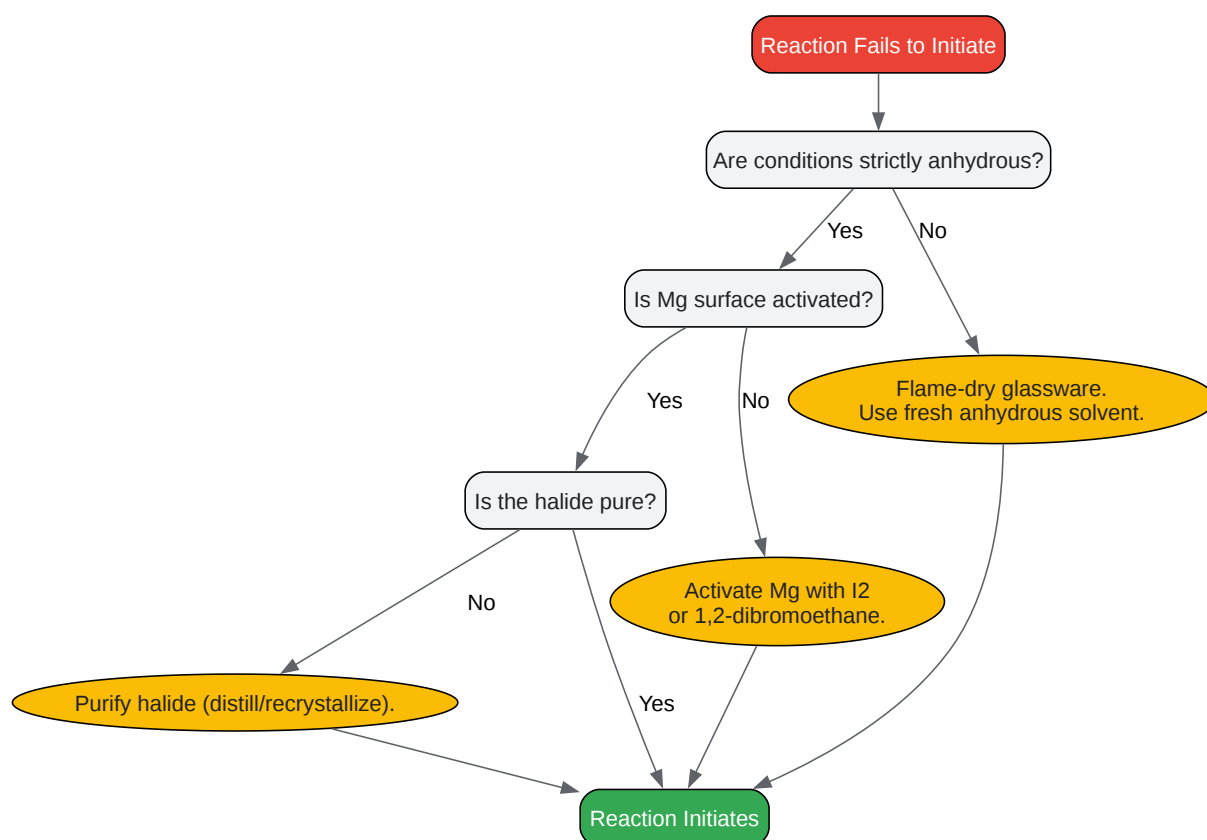 Reaction Fails to Initiate
Are conditions strictly anhydrous?
Yes
No
Is Mg surface activated?
Flame-dry glassware.
Use fresh anhydrous solvent.
Yes
No
Is the halide pure?
Activate Mg with I2
or 1,2-dibromoethane.
No
Purify halide (distill/recrystallize).
Yes
Reaction Initiates